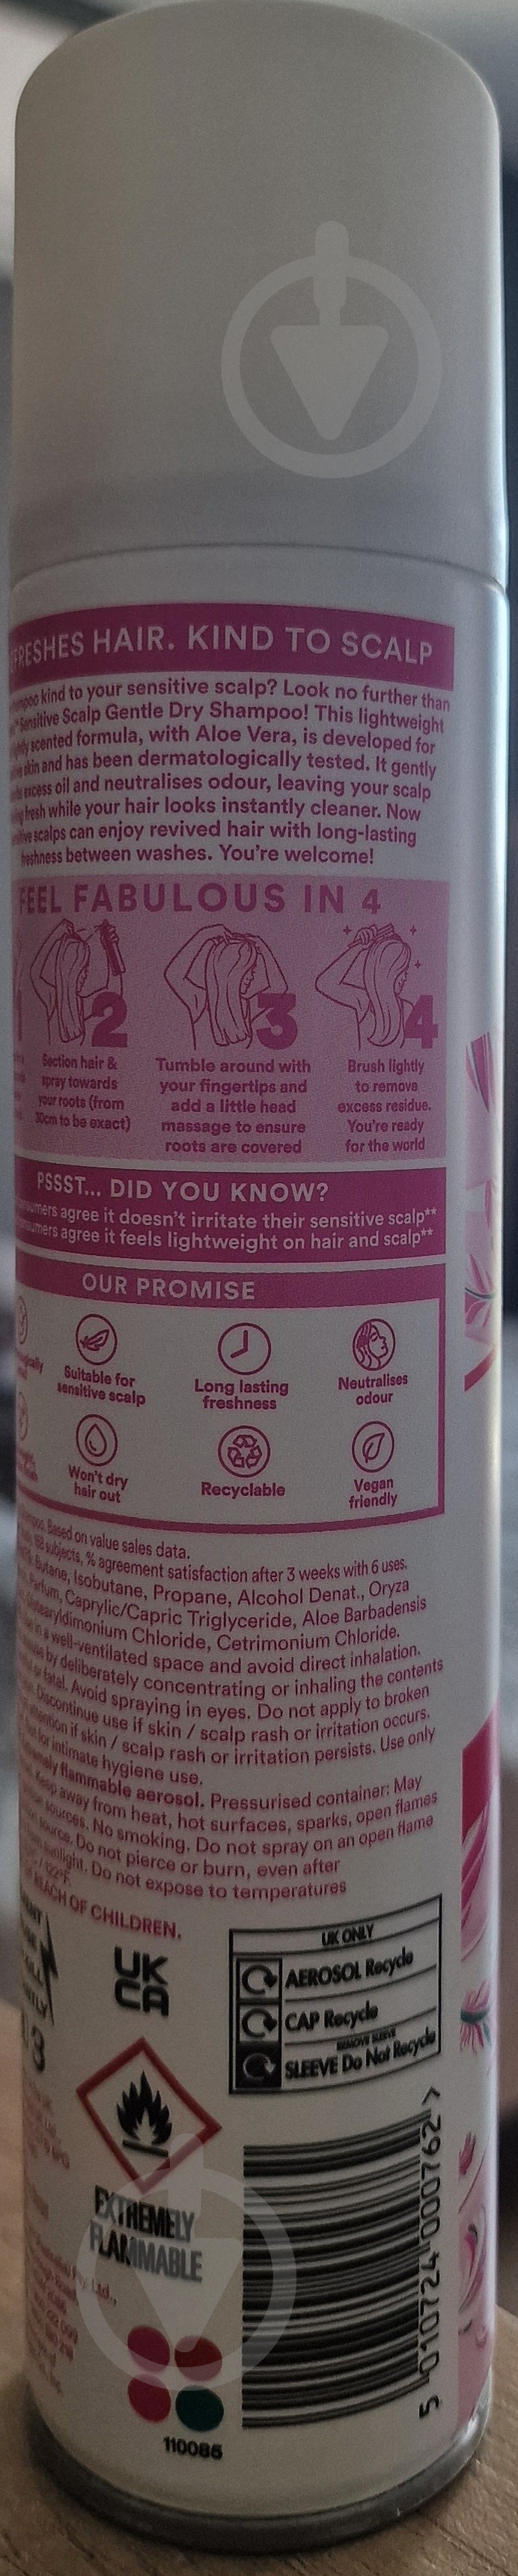 FRESHES HAIR. KIND TO SCALP
kind to your sensitive scalp? Look no further than
Sensitive Scalp Gentle Dry Shampoo! This lightweight
scented formula, with Aloe Vera, is developed for
skin and has been dermatologically tested. It gently
excess oil and neutralises odour, leaving your scalp
fresh while your hair looks instantly cleaner. Now
scalps can enjoy revived hair with long-lasting
freshness between washes. You're welcome!
FEEL FABULOUS IN 4
2
3
4
Section hair &
spray towards
your roots (from
30cm to be exact)
Tumble around with
your fingertips and
add a little head
massage to ensure
roots are covered
Brush lightly
to remove
excess residue.
You're ready
for the world
PSSST... DID YOU KNOW?
agree it doesn't irritate their sensitive scalp**
agree it feels lightweight on hair and scalp**
OUR PROMISE
Suitable for
sensitive scalp
Long lasting
freshness
Neutralises
odour
Won't dry
hair out
Recyclable
Vegan
friendly
Based on value sales data.
subjects, % agreement satisfaction after 3 weeks with 6 uses.
Butane, Isobutane, Propane, Alcohol Denat., Oryza
Parfum, Caprylic/Capric Triglyceride, Aloe Barbadensis
Chloride, Cetrimonium Chloride.
in a well-ventilated space and avoid direct inhalation.
by deliberately concentrating or inhaling the contents
or fatal. Avoid spraying in eyes. Do not apply to broken
Discontinue use if skin / scalp rash or irritation occurs.
if skin / scalp rash or irritation persists. Use only
for intimate hygiene use.
flammable aerosol. Pressurised container: May
Keep away from heat, hot surfaces, sparks, open flames
sources. No smoking. Do not spray on an open flame
source. Do not pierce or burn, even after
Do not expose to temperatures
REACH OF CHILDREN.
UK
CA
UK ONLY
AEROSOL Recycle
CAP Recycle
REMOVE SLEEVE
SLEEVE Do Not Recycle
EXTREMELY
FLAMMABLE
5 010724 000762 >
110085